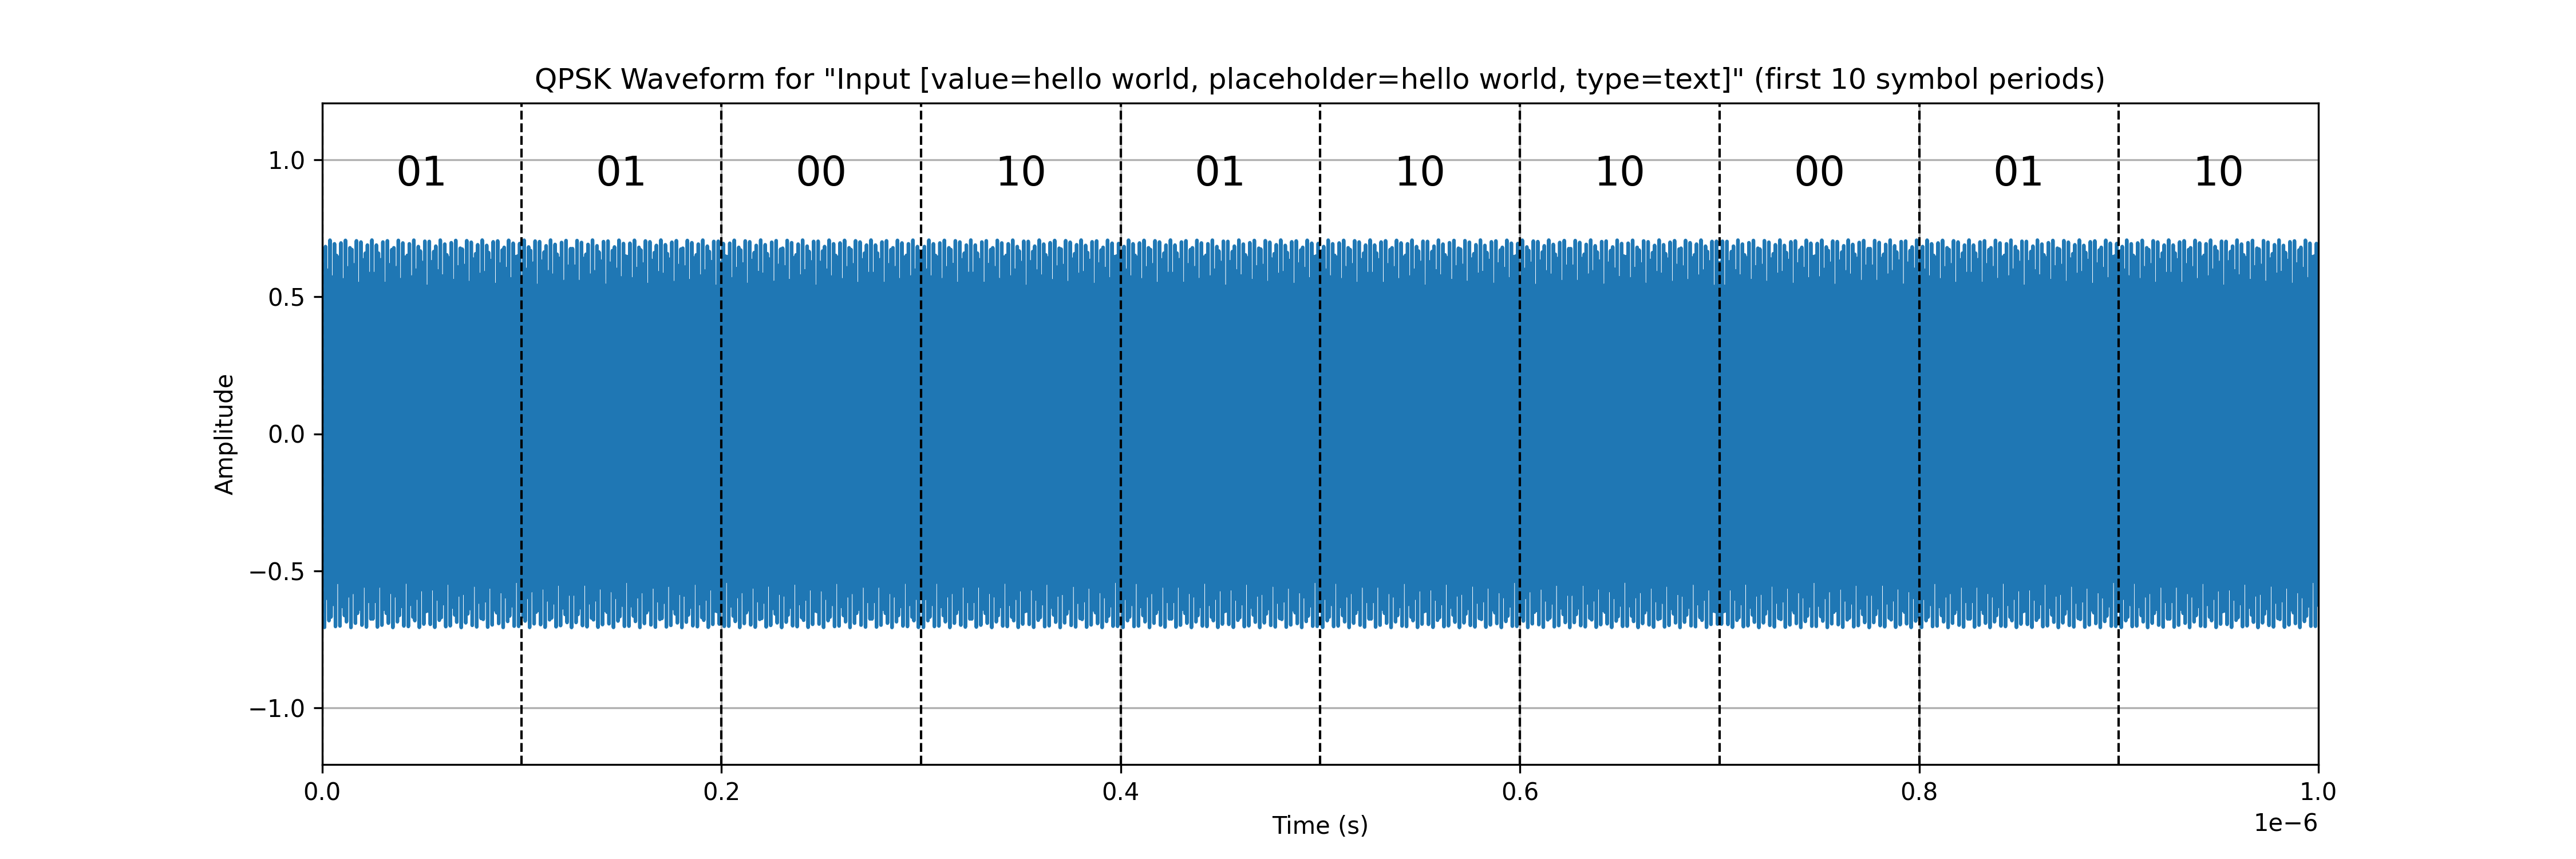 QPSK Waveform for "Input [value=hello world, placeholder=hello world, type=text]" (first 10 symbol periods)
01 01 00 10 01 10 10 00 01 10
1.0
0.5
0.0
−0.5
−1.0
Amplitude
0.0 0.2 0.4 0.6 0.8 1.0
Time (s)
1e−6